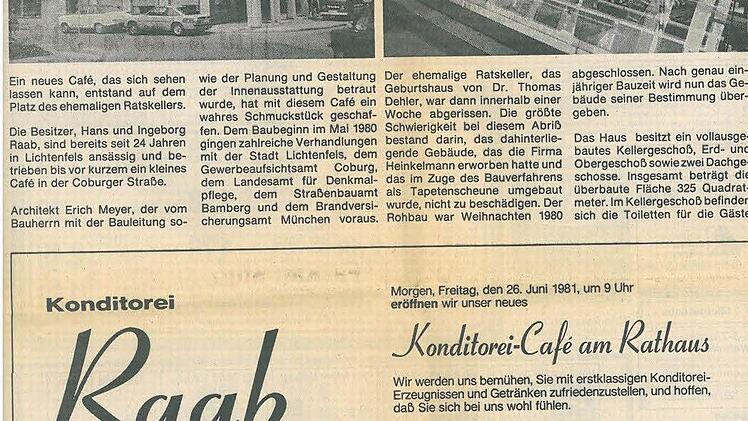 Ein neues Café, das sich sehen
lassen kann, entstand auf dem
Platz des ehemaligen Ratskellers.
Die Besitzer, Hans und Ingeborg
Raab, sind bereits seit 24 Jahren
in Lichtenfels ansässig und be-
trieben bis vor kurzem ein kleines
Café in der Coburger Straße.
Architekt Erich Meyer, der vom
Bauherrn mit der Bauleitung so-
wie der Planung und Gestaltung
der Innenausstattung betraut
wurde, hat mit diesem Café ein
wahres Schmuckstück geschaf-
fen. Dem Baubeginn im Mai 1980
gingen zahlreiche Verhandlungen
mit der Stadt Lichtenfels, dem
Gewerbeaufsichtsamt Coburg,
dem Landesamt für Denkmal-
pflege, dem Straßenbauamt
Bamberg und dem Brandversi-
cherungsamt München voraus.
Der ehemalige Ratskeller, das
Geburtshaus von Dr. Thomas
Dehler, war dann innerhalb einer
Woche abgerissen. Die größte
Schwierigkeit bei diesem Abriß
bestand darin, das dahinterlie-
gende Gebäude, das die Firma
Heinkelmann erworben hatte und
das im Zuge des Bauverfahrens
als Tapetenscheune umgebaut
wurde, nicht zu beschädigen. Der
Rohbau war Weihnachten 1980
abgeschlossen. Nach genau ein-
jähriger Bauzeit wird nun das Ge-
bäude seiner Bestimmung über-
geben.
Das Haus besitzt ein vollausge-
bautes Kellergeschoß, Erd- und
Obergeschoß sowie zwei Dachge-
schosse. Insgesamt beträgt die
überbaute Fläche 325 Quadrat-
meter. Im Kellergeschoß befinden
sich die Toiletten für die Gäste
Konditorei
Raab
Morgen, Freitag, den 26. Juni 1981, um 9 Uhr
eröffnen wir unser neues
Konditorei-Café am Rathaus
Wir werden uns bemühen, Sie mit erstklassigen Konditorei-
Erzeugnissen und Getränken zufriedenzustellen, und hoffen,
daß Sie sich bei uns wohl fühlen.